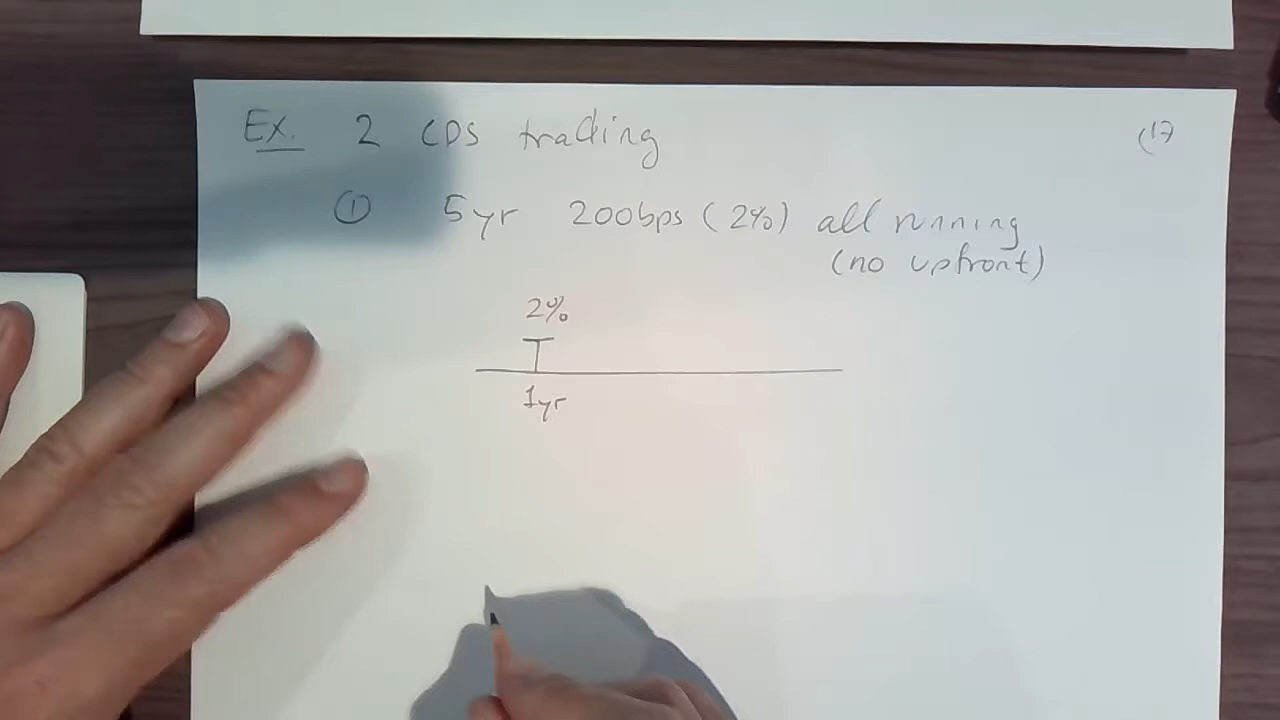 Ex. 2 CDS trading (17
① 5yr 200bps (2%) all running
(no upfront)
2%
1yr